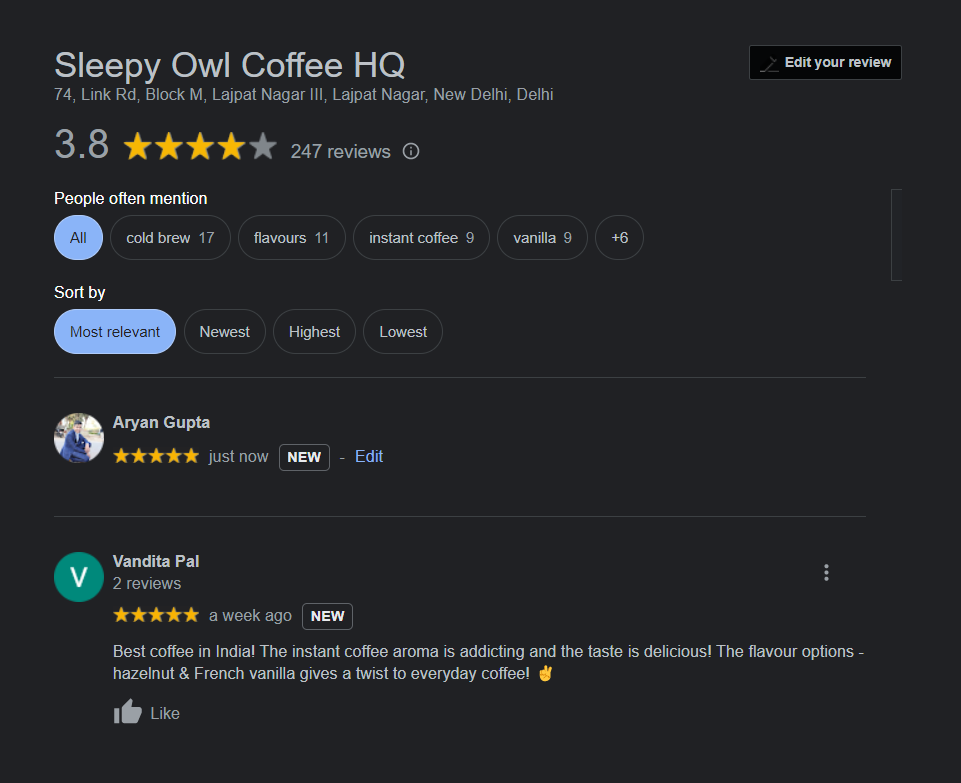 Sleepy Owl Coffee HQ
Edit your review
74, Link Rd, Block M, Lajpat Nagar III, Lajpat Nagar, New Delhi, Delhi
3.8 247 reviews
People often mention
All cold brew 17 flavours 11 instant coffee 9 vanilla 9 +6
Sort by
Most relevant Newest Highest Lowest
Aryan Gupta
just now NEW - Edit
V
Vandita Pal
2 reviews
a week ago NEW
Best coffee in India! The instant coffee aroma is addicting and the taste is delicious! The flavour options -
hazelnut & French vanilla gives a twist to everyday coffee! ✌
Like